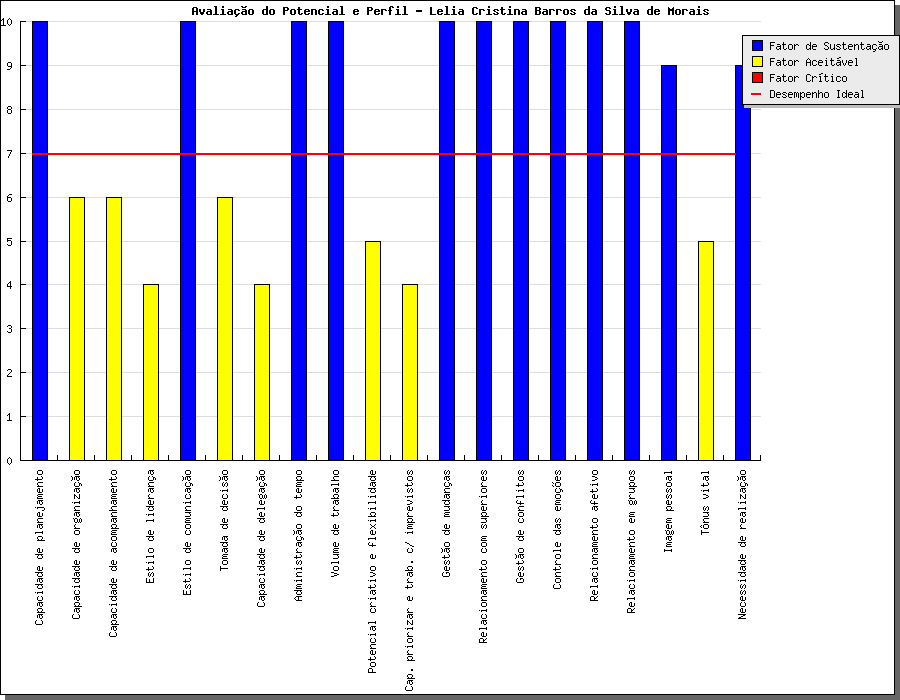 Avaliação do Potencial e Perfil - Lelia Cristina Barros da Silva de Morais
Fator de Sustentação
Fator Aceitável
Fator Crítico
Desempenho Ideal
10
9
8
7
6
5
4
3
2
1
0
Capacidade de planejamento
Capacidade de organização
Capacidade de acompanhamento
Estilo de liderança
Estilo de comunicação
Tomada de decisão
Capacidade de delegação
Administração do tempo
Volume de trabalho
Potencial criativo e flexibilidade
Cap. priorizar e trab. c/ imprevistos
Gestão de mudanças
Relacionamento com superiores
Gestão de conflitos
Controle das emoções
Relacionamento afetivo
Relacionamento em grupos
Imagem pessoal
Tônus vital
Necessidade de realização